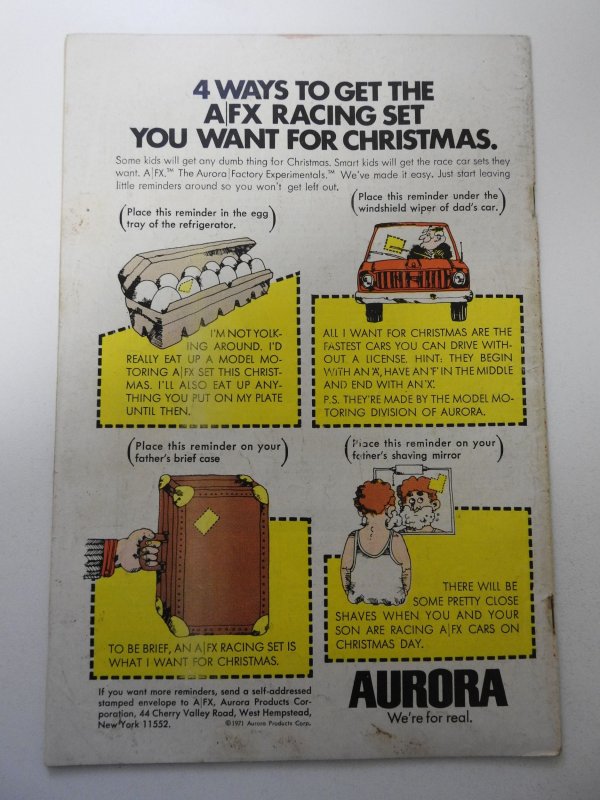 4 WAYS TO GET THE
A|FX RACING SET
YOU WANT FOR CHRISTMAS.
Some kids will get any dumb thing for Christmas. Smart kids will get the race car sets they
want. A|FX.™ The Aurora|Factory Experimentals.™ We've made it easy. Just start leaving
little reminders around so you won't get left out.
(Place this reminder in the egg
tray of the refrigerator.)
(Place this reminder under the
windshield wiper of dad's car.)
I'M NOT YOLK-
ING AROUND. I'D
REALLY EAT UP A MODEL MO-
TORING A|FX SET THIS CHRIST-
MAS. I'LL ALSO EAT UP ANY-
THING YOU PUT ON MY PLATE
UNTIL THEN.
ALL I WANT FOR CHRISTMAS ARE THE
FASTEST CARS YOU CAN DRIVE WITH-
OUT A LICENSE. HINT: THEY BEGIN
WITH AN 'A', HAVE AN 'F' IN THE MIDDLE
AND END WITH AN 'X'.
P.S. THEY'RE MADE BY THE MODEL MO-
TORING DIVISION OF AURORA.
(Place this reminder on your
father's brief case)
(Place this reminder on your
father's shaving mirror)
TO BE BRIEF, AN A|FX RACING SET IS
WHAT I WANT FOR CHRISTMAS.
THERE WILL BE
SOME PRETTY CLOSE
SHAVES WHEN YOU AND YOUR
SON ARE RACING A|FX CARS ON
CHRISTMAS DAY.
If you want more reminders, send a self-addressed
stamped envelope to A|FX, Aurora Products Cor-
poration, 44 Cherry Valley Road, West Hempstead,
New York 11552.
©1971 Aurora Products Corp.
AURORA
We're for real.